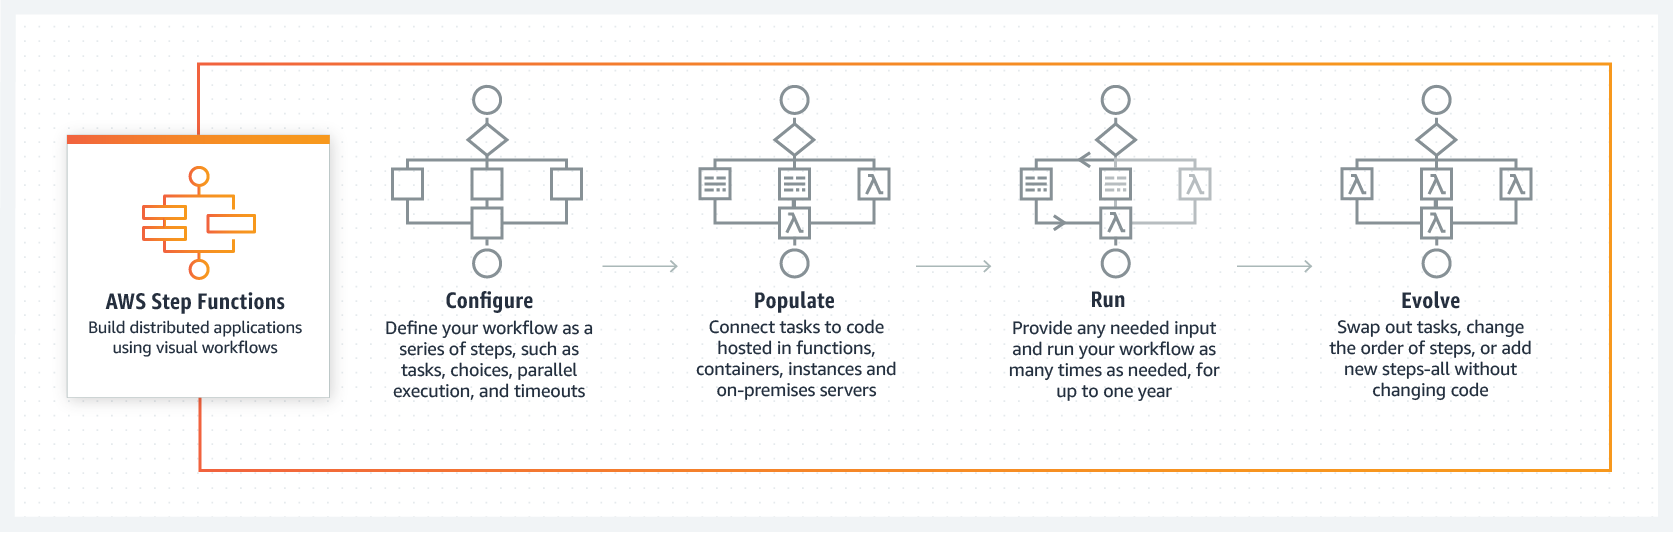 AWS Step Functions
Build distributed applications
using visual workflows
Configure
Define your workflow as a
series of steps, such as
tasks, choices, parallel
execution, and timeouts
Populate
Connect tasks to code
hosted in functions,
containers, instances and
on-premises servers
Run
Provide any needed input
and run your workflow as
many times as needed, for
up to one year
Evolve
Swap out tasks, change
the order of steps, or add
new steps-all without
changing code
λ
λ
λ
λ
λ
λ
λ
λ